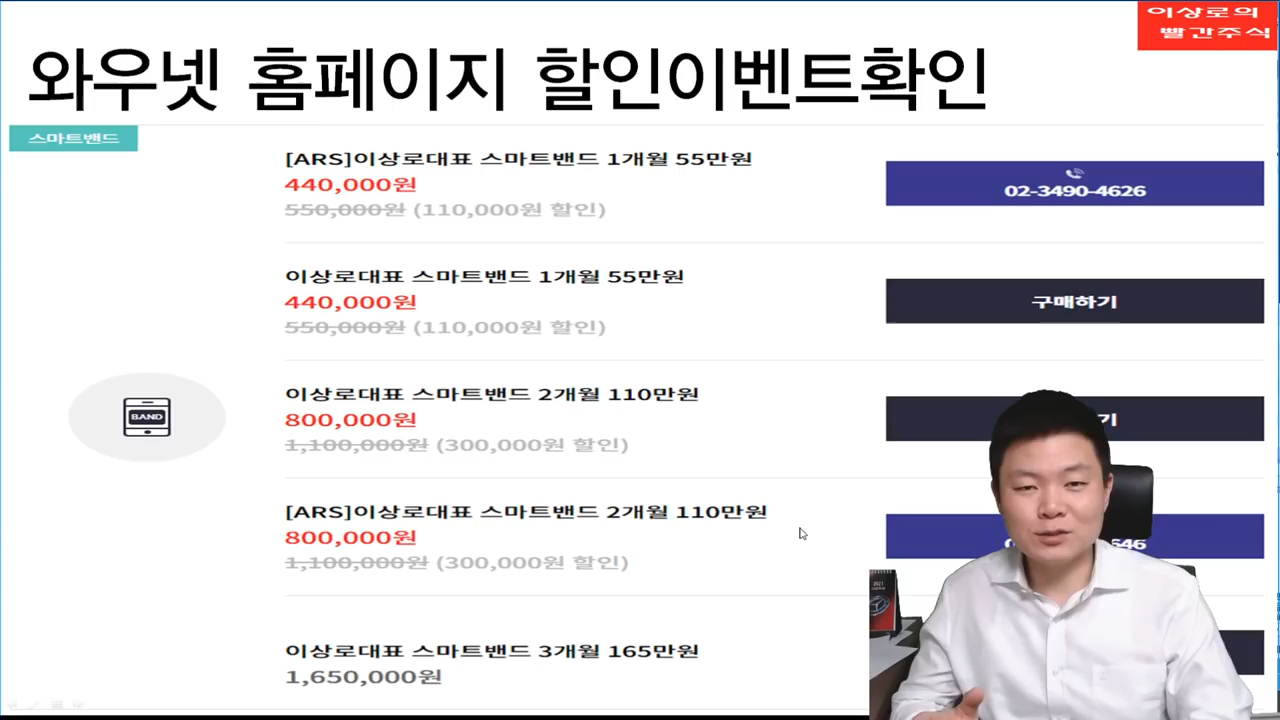 이상로의
빨간주식
와우넷 홈페이지 할인이벤트확인
스마트밴드
[ARS]이상로대표 스마트밴드 1개월 55만원
440,000원
550,000원 (110,000원 할인)
02-3490-4626
이상로대표 스마트밴드 1개월 55만원
440,000원
550,000원 (110,000원 할인)
구매하기
이상로대표 스마트밴드 2개월 110만원
800,000원
1,100,000원 (300,000원 할인)
기
BAND
[ARS]이상로대표 스마트밴드 2개월 110만원
800,000원
1,100,000원 (300,000원 할인)
이상로대표 스마트밴드 3개월 165만원
1,650,000원
2021